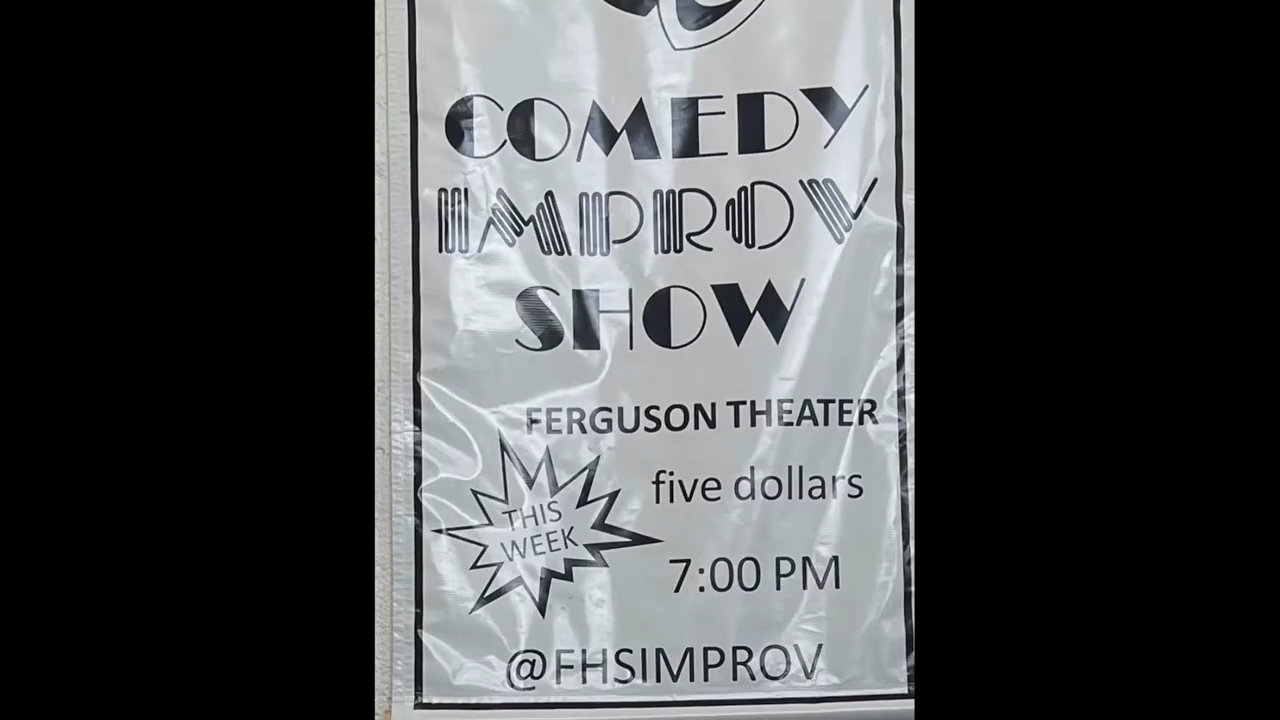 COMEDY
IMPROV
SHOW
FERGUSON THEATER
five dollars
THIS
WEEK
7:00 PM
@FHSIMPROV